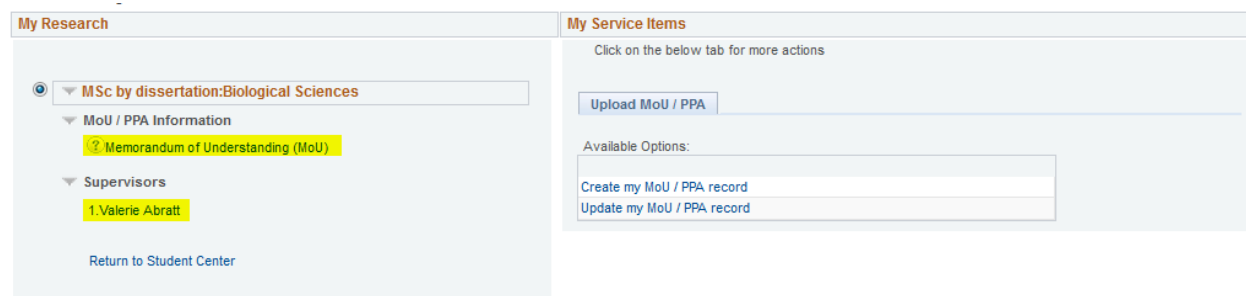 My Research
MSc by dissertation:Biological Sciences
MoU / PPA Information
?Memorandum of Understanding (MoU)
Supervisors
1.Valerie Abratt
Return to Student Center
My Service Items
Click on the below tab for more actions
Upload MoU / PPA
Available Options:
Create my MoU / PPA record
Update my MoU / PPA record